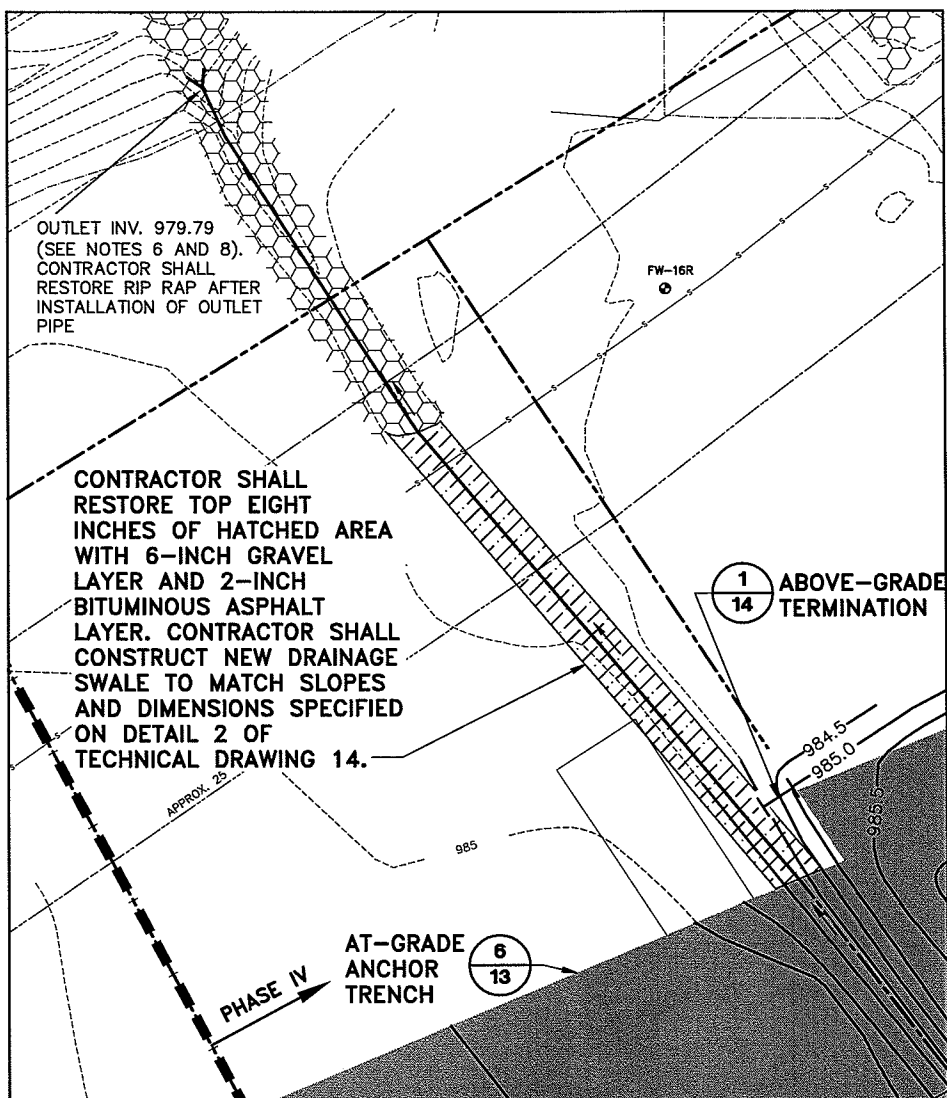 OUTLET INV. 979.79
(SEE NOTES 6 AND 8).
CONTRACTOR SHALL
RESTORE RIP RAP AFTER
INSTALLATION OF OUTLET
PIPE
FW-16R
CONTRACTOR SHALL
RESTORE TOP EIGHT
INCHES OF HATCHED AREA
WITH 6-INCH GRAVEL
LAYER AND 2-INCH
BITUMINOUS ASPHALT
LAYER. CONTRACTOR SHALL
CONSTRUCT NEW DRAINAGE
SWALE TO MATCH SLOPES
AND DIMENSIONS SPECIFIED
ON DETAIL 2 OF
TECHNICAL DRAWING 14.
1
14
ABOVE-GRADE
TERMINATION
984.5
985.0
985.5
APPROX. 25
985
PHASE IV
AT-GRADE
ANCHOR
TRENCH
6
13